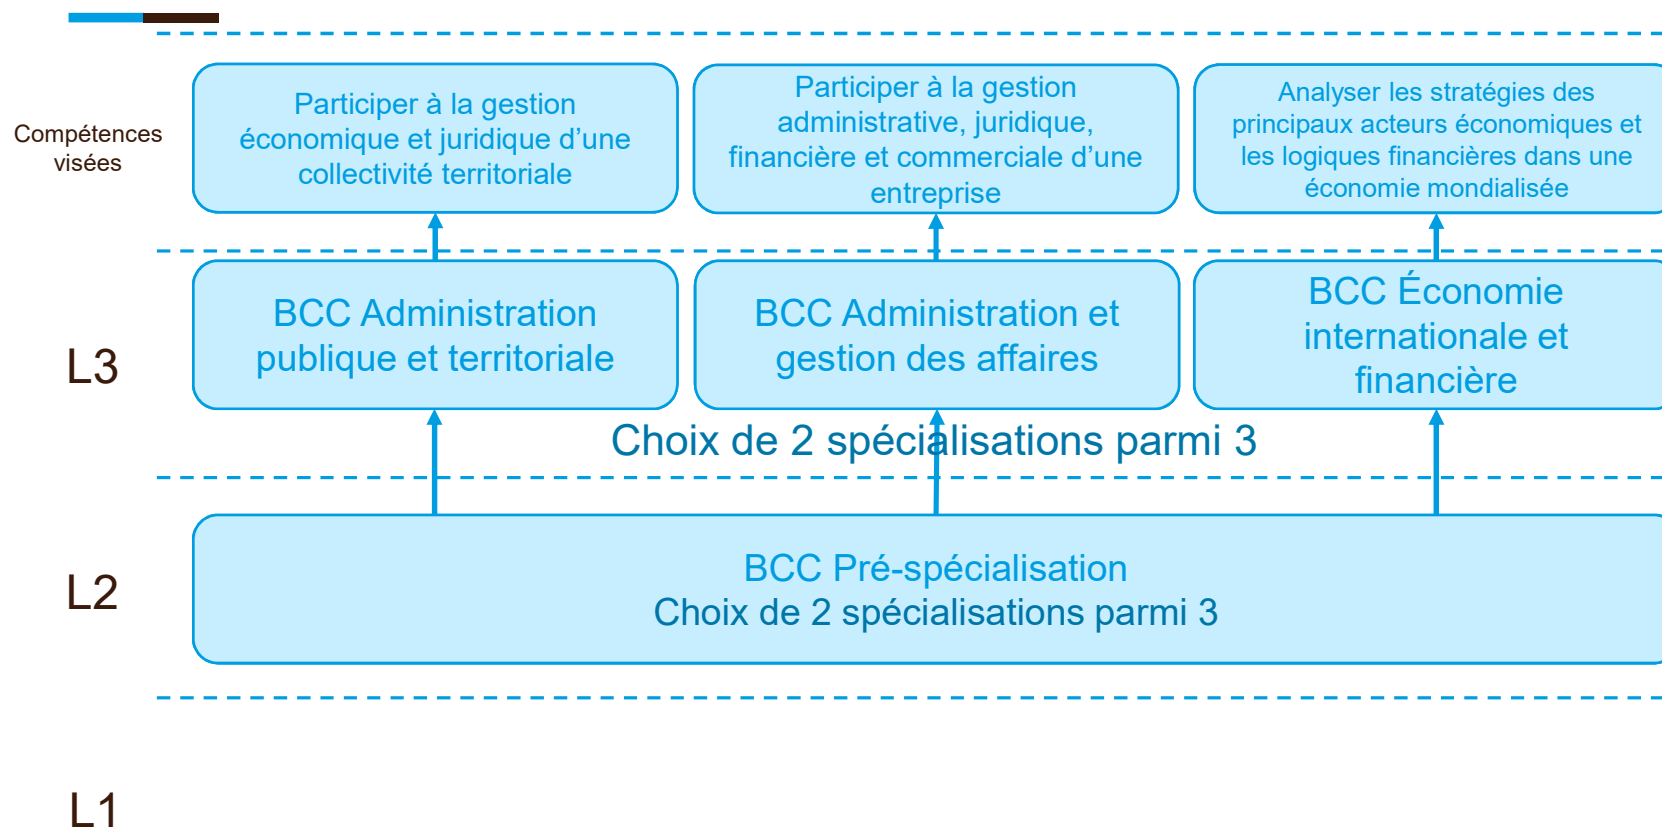 Compétences
visées
Participer à la gestion
économique et juridique d’une
collectivité territoriale
Participer à la gestion
administrative, juridique,
financière et commerciale d’une
entreprise
Analyser les stratégies des
principaux acteurs économiques et
les logiques financières dans une
économie mondialisée
L3
BCC Administration
publique et territoriale
BCC Administration et
gestion des affaires
BCC Économie
internationale et
financière
Choix de 2 spécialisations parmi 3
L2
BCC Pré-spécialisation
Choix de 2 spécialisations parmi 3
L1